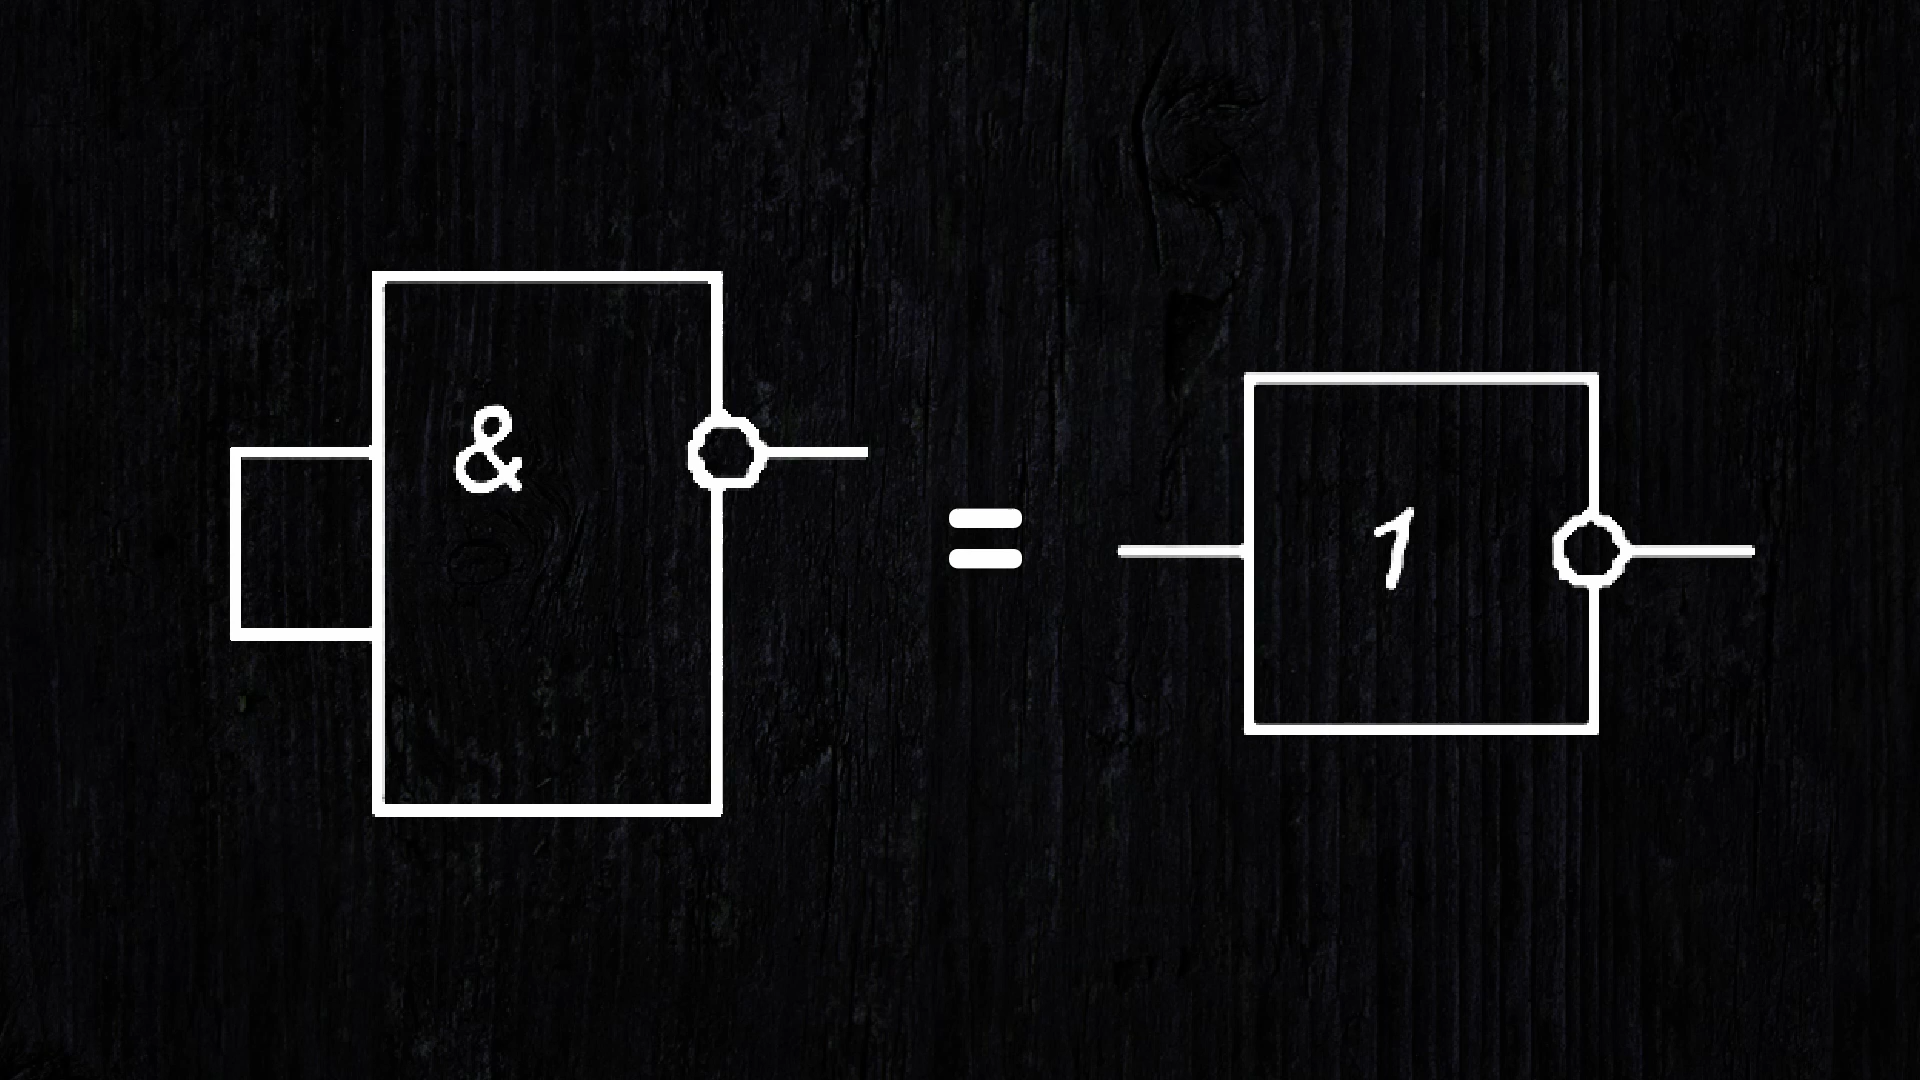 &
=
1